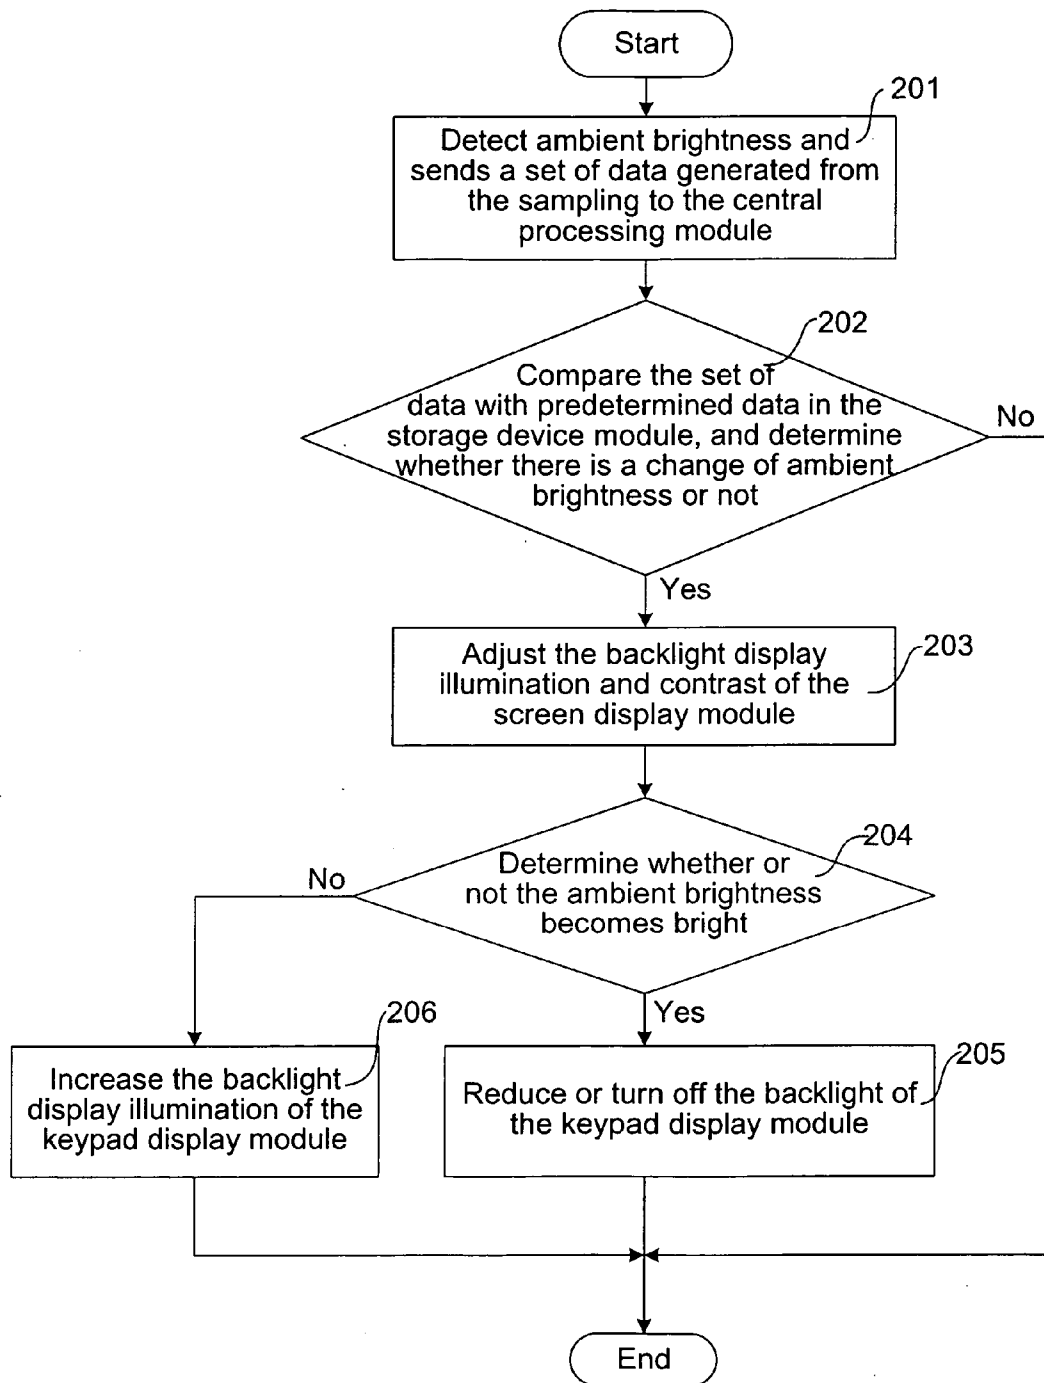 Start
201
Detect ambient brightness and
sends a set of data generated from
the sampling to the central
processing module
202
Compare the set of
data with predetermined data in the
storage device module, and determine
whether there is a change of ambient
brightness or not
No
Yes
203
Adjust the backlight display
illumination and contrast of the
screen display module
204
Determine whether or
not the ambient brightness
becomes bright
No
Yes
206
Increase the backlight
display illumination of the
keypad display module
205
Reduce or turn off the backlight of
the keypad display module
End